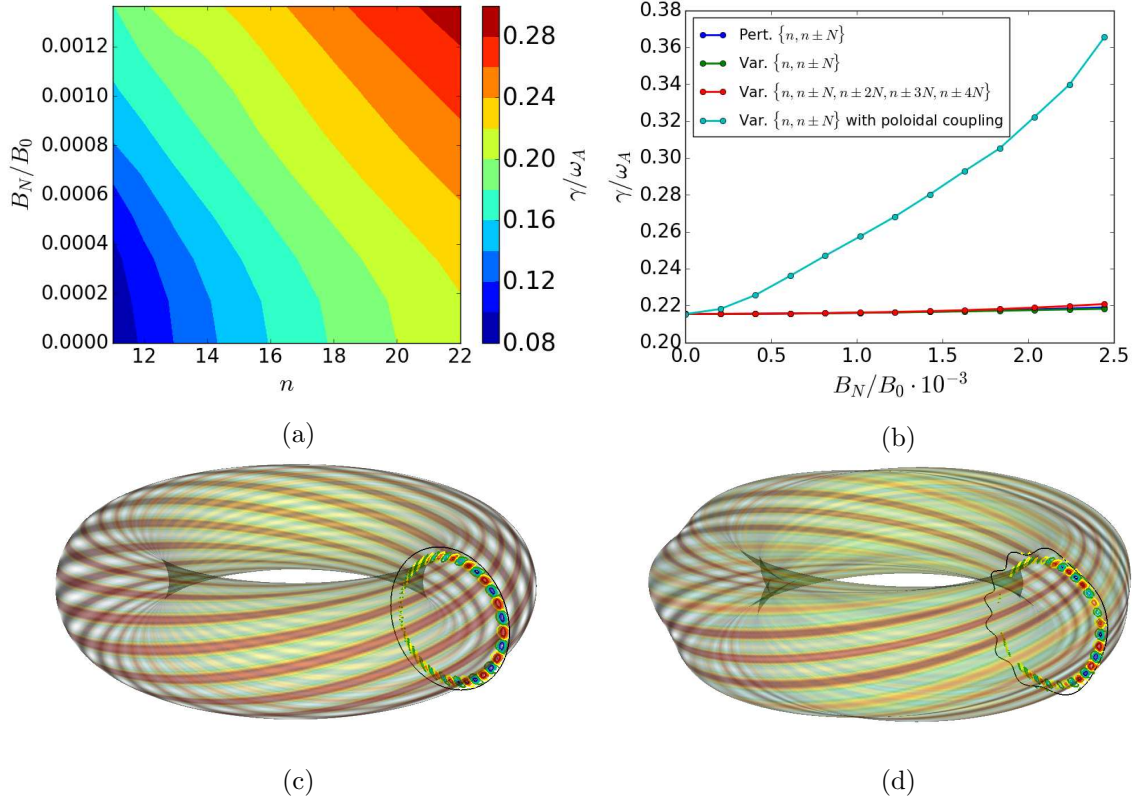 0.0012
0.0010
0.0008
0.0006
0.0004
0.0002
0.0000
B_N/B_0
12 14 16 18 20 22
n
0.28
0.24
0.20
0.16
0.12
0.08
γ/ω_A
(a)
0.38
0.36
0.34
0.32
0.30
0.28
0.26
0.24
0.22
0.20
γ/ω_A
Pert. {n, n ± N}
Var. {n, n ± N}
Var. {n, n ± N, n ± 2N, n ± 3N, n ± 4N}
Var. {n, n ± N} with poloidal coupling
0.0 0.5 1.0 1.5 2.0 2.5
B_N/B_0 · 10^{-3}
(b)
(c)
(d)